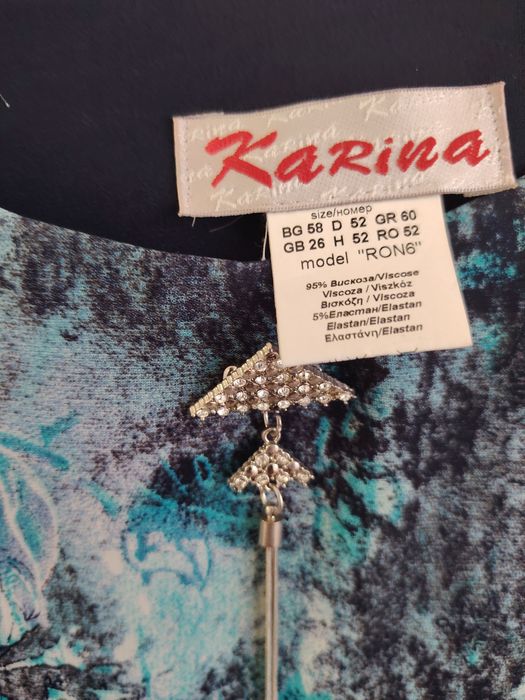 Karina
size/номер
BG 58 D 52 GR 60
GB 26 H 52 RO 52
model "RON6"
95% Вискоза/Viscose
Viscoza / Viszkóz
Βισκόζη / Viscoza
5%Еластан/Elastan
Elastan/Elastan
Ελαστάνη/Elastan